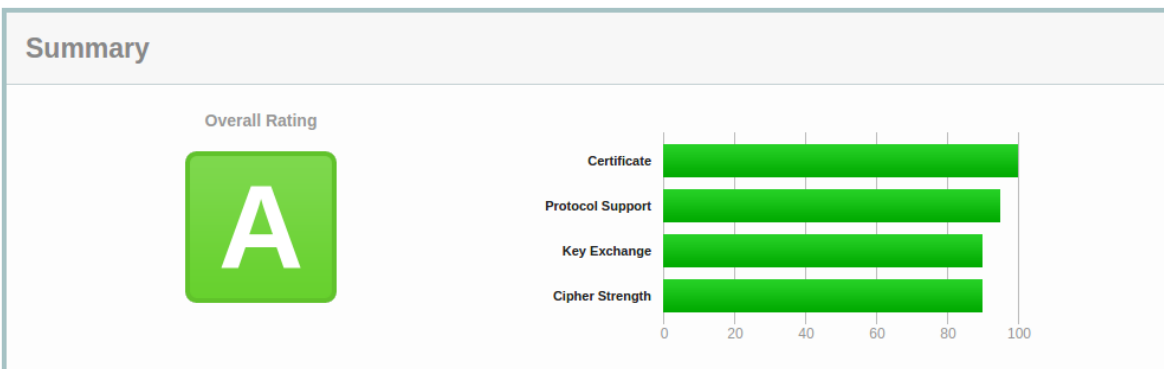 Summary
Overall Rating
A
Certificate
Protocol Support
Key Exchange
Cipher Strength
0 20 40 60 80 100